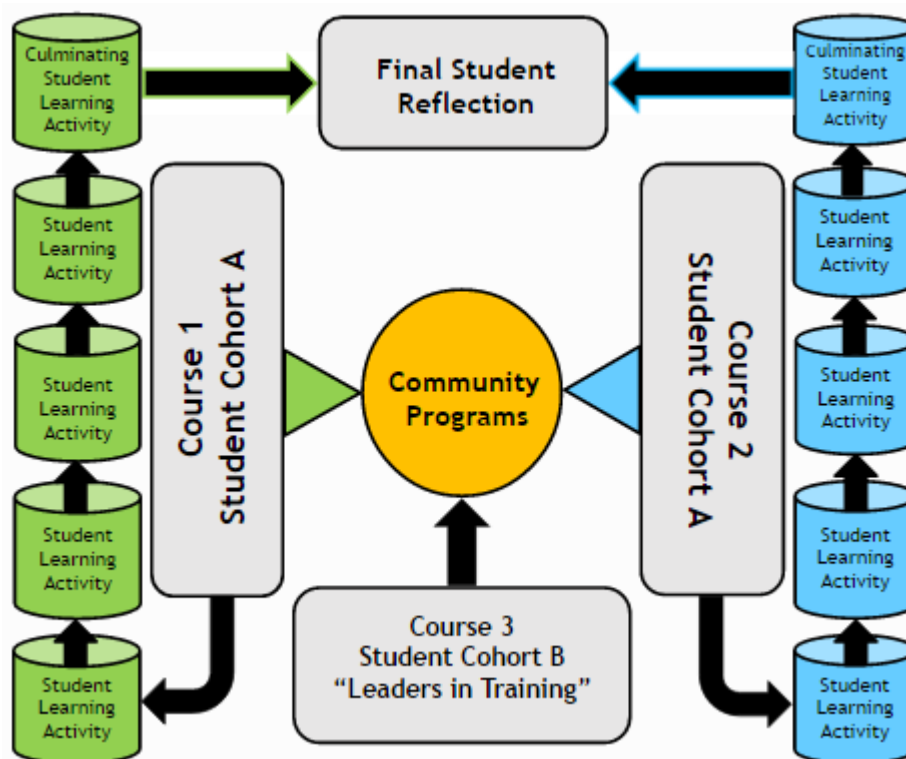 Culminating
Student
Learning
Activity
Final Student
Reflection
Culminating
Student
Learning
Activity
Student
Learning
Activity
Student
Learning
Activity
Student
Learning
Activity
Student
Learning
Activity
Course 1
Student Cohort A
Community
Programs
Course 2
Student Cohort A
Student
Learning
Activity
Student
Learning
Activity
Student
Learning
Activity
Student
Learning
Activity
Course 3
Student Cohort B
“Leaders in Training”